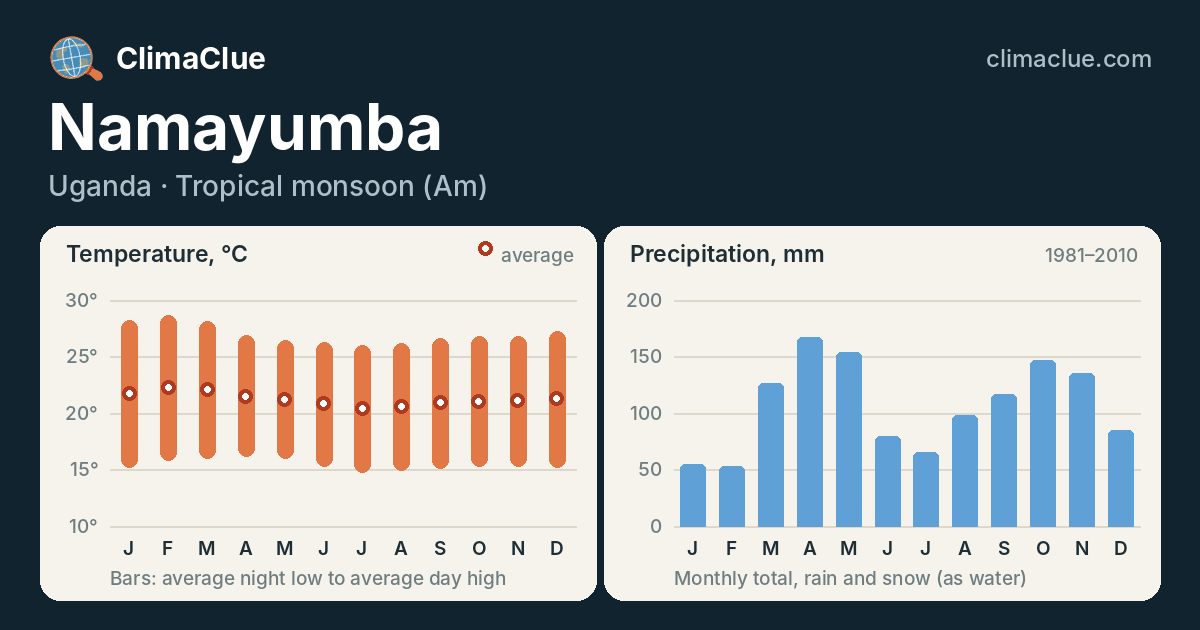 ClimaClue
climaclue.com
Namayumba
Uganda · Tropical monsoon (Am)
Temperature, °C
average
30°
25°
20°
15°
10°
J F M A M J J A S O N D
Bars: average night low to average day high
Precipitation, mm
1981–2010
200
150
100
50
0
J F M A M J J A S O N D
Monthly total, rain and snow (as water)